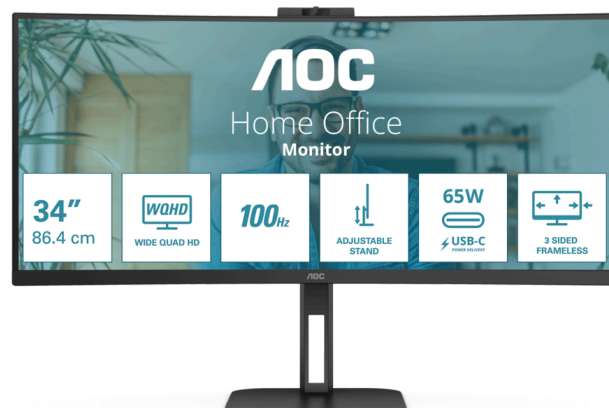 AOC
Home Office
Monitor
34"
86.4 cm
WQHD
WIDE QUAD HD
100Hz
ADJUSTABLE
STAND
65W
USB-C
POWER DELIVERY
3 SIDED
FRAMELESS
AOC